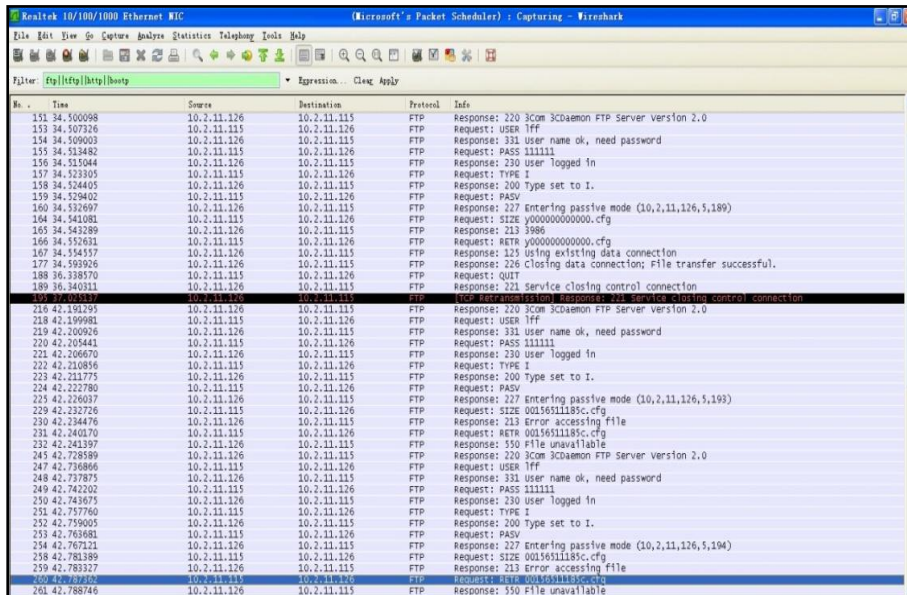 Realtek 10/100/1000 Ethernet NIC (Microsoft's Packet Scheduler) : Capturing - Wireshark
File Edit View Go Capture Analyze Statistics Telephony Tools Help
Filter: ftp||tftp||http||bootp Expression... Clear Apply
No. . Time Source Destination Protocol Info
151 34.500098 10.2.11.126 10.2.11.115 FTP Response: 220 3Com 3CDaemon FTP Server Version 2.0
153 34.507326 10.2.11.115 10.2.11.126 FTP Request: USER lff
154 34.509003 10.2.11.126 10.2.11.115 FTP Response: 331 User name ok, need password
155 34.513482 10.2.11.115 10.2.11.126 FTP Request: PASS 111111
156 34.515044 10.2.11.126 10.2.11.115 FTP Response: 230 User logged in
157 34.523305 10.2.11.115 10.2.11.126 FTP Request: TYPE I
158 34.524405 10.2.11.126 10.2.11.115 FTP Response: 200 Type set to I.
159 34.529402 10.2.11.115 10.2.11.126 FTP Request: PASV
160 34.532697 10.2.11.126 10.2.11.115 FTP Response: 227 Entering passive mode (10,2,11,126,5,189)
164 34.541081 10.2.11.115 10.2.11.126 FTP Request: SIZE y000000000000.cfg
165 34.543289 10.2.11.126 10.2.11.115 FTP Response: 213 3986
166 34.552631 10.2.11.115 10.2.11.126 FTP Request: RETR y000000000000.cfg
167 34.554557 10.2.11.126 10.2.11.115 FTP Response: 125 Using existing data connection
177 34.593926 10.2.11.126 10.2.11.115 FTP Response: 226 Closing data connection; File transfer successful.
188 36.338570 10.2.11.115 10.2.11.126 FTP Request: QUIT
189 36.340311 10.2.11.126 10.2.11.115 FTP Response: 221 Service closing control connection
195 37.025137 10.2.11.126 10.2.11.115 FTP [TCP Retransmission] Response: 221 Service closing control connection
216 42.191295 10.2.11.126 10.2.11.115 FTP Response: 220 3Com 3CDaemon FTP Server Version 2.0
218 42.199981 10.2.11.115 10.2.11.126 FTP Request: USER lff
219 42.200926 10.2.11.126 10.2.11.115 FTP Response: 331 User name ok, need password
220 42.205441 10.2.11.115 10.2.11.126 FTP Request: PASS 111111
221 42.206670 10.2.11.126 10.2.11.115 FTP Response: 230 User logged in
222 42.210856 10.2.11.115 10.2.11.126 FTP Request: TYPE I
223 42.211775 10.2.11.126 10.2.11.115 FTP Response: 200 Type set to I.
224 42.222780 10.2.11.115 10.2.11.126 FTP Request: PASV
225 42.226037 10.2.11.126 10.2.11.115 FTP Response: 227 Entering passive mode (10,2,11,126,5,193)
229 42.232726 10.2.11.115 10.2.11.126 FTP Request: SIZE 00156511185c.cfg
230 42.234476 10.2.11.126 10.2.11.115 FTP Response: 213 Error accessing file
231 42.240170 10.2.11.115 10.2.11.126 FTP Request: RETR 00156511185c.cfg
232 42.241397 10.2.11.126 10.2.11.115 FTP Response: 550 File unavailable
245 42.728589 10.2.11.126 10.2.11.115 FTP Response: 220 3Com 3CDaemon FTP Server Version 2.0
247 42.736866 10.2.11.115 10.2.11.126 FTP Request: USER lff
248 42.737875 10.2.11.126 10.2.11.115 FTP Response: 331 User name ok, need password
249 42.742202 10.2.11.115 10.2.11.126 FTP Request: PASS 111111
250 42.743675 10.2.11.126 10.2.11.115 FTP Response: 230 User logged in
251 42.757760 10.2.11.115 10.2.11.126 FTP Request: TYPE I
252 42.759005 10.2.11.126 10.2.11.115 FTP Response: 200 Type set to I.
253 42.763681 10.2.11.115 10.2.11.126 FTP Request: PASV
254 42.767121 10.2.11.126 10.2.11.115 FTP Response: 227 Entering passive mode (10,2,11,126,5,194)
258 42.781389 10.2.11.115 10.2.11.126 FTP Request: SIZE 00156511185c.cfg
259 42.783327 10.2.11.126 10.2.11.115 FTP Response: 213 Error accessing file
260 42.787362 10.2.11.115 10.2.11.126 FTP Request: RETR 00156511185c.cfg
261 42.788746 10.2.11.126 10.2.11.115 FTP Response: 550 File unavailable